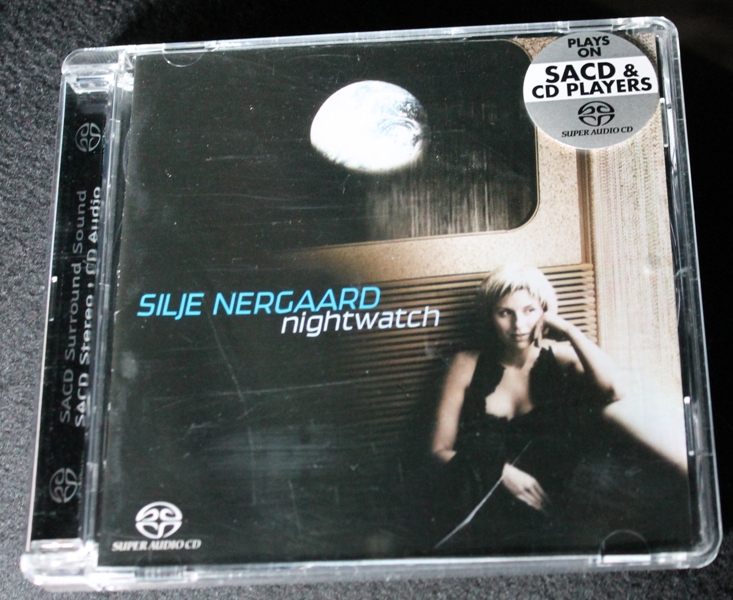 PLAYS
ON
SACD &
CD PLAYERS
SUPER AUDIO CD
SILJE NERGAARD
nightwatch
SUPER AUDIO CD
SACD Surround Sound
SACD Stereo • CD Audio